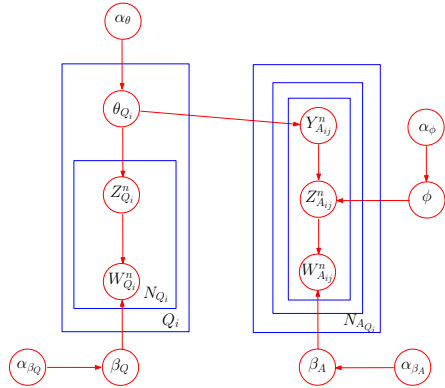 α_θ
θ_{Q_i} Y^n_{A_{ij}} α_ϕ
Z^n_{Q_i} Z^n_{A_{ij}} ϕ
W^n_{Q_i} W^n_{A_{ij}}
N_{Q_i}
Q_i N_{A_{Q_i}}
α_{β_Q} β_Q β_A α_{β_A}